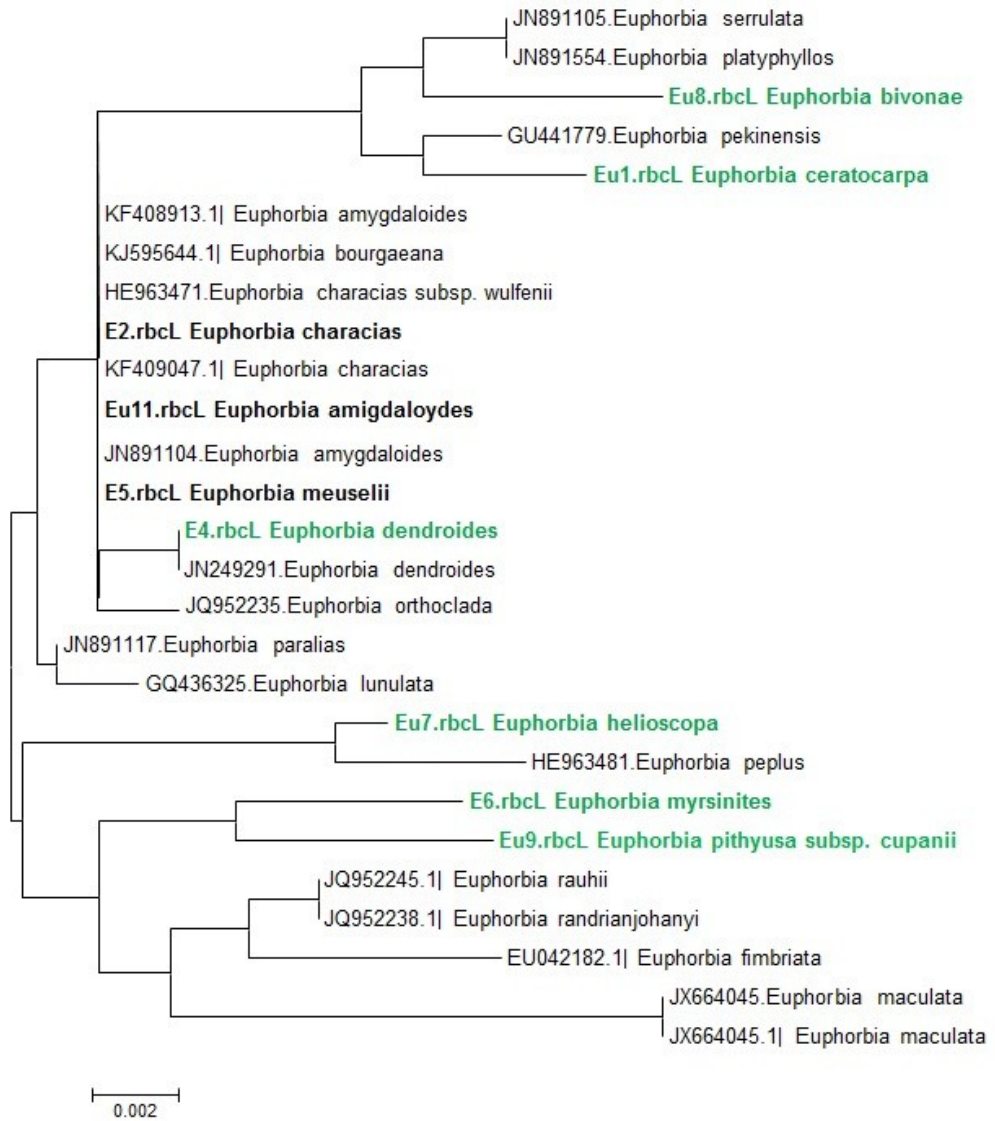 JN891105.Euphorbia serrulata
JN891554.Euphorbia platyphyllos
Eu8.rbcL Euphorbia bivonae
GU441779.Euphorbia pekinensis
Eu1.rbcL Euphorbia ceratocarpa
KF408913.1| Euphorbia amygdaloides
KJ595644.1| Euphorbia bourgaeana
HE963471.Euphorbia characias subsp. wulfenii
E2.rbcL Euphorbia characias
KF409047.1| Euphorbia characias
Eu11.rbcL Euphorbia amigdaloydes
JN891104.Euphorbia amygdaloides
E5.rbcL Euphorbia meuselii
E4.rbcL Euphorbia dendroides
JN249291.Euphorbia dendroides
JQ952235.Euphorbia orthoclada
JN891117.Euphorbia paralias
GQ436325.Euphorbia lunulata
Eu7.rbcL Euphorbia helioscopa
HE963481.Euphorbia peplus
E6.rbcL Euphorbia myrsinites
Eu9.rbcL Euphorbia pithyusa subsp. cupanii
JQ952245.1| Euphorbia rauhii
JQ952238.1| Euphorbia randrianjohanyi
EU042182.1| Euphorbia fimbriata
JX664045.Euphorbia maculata
JX664045.1| Euphorbia maculata
0.002